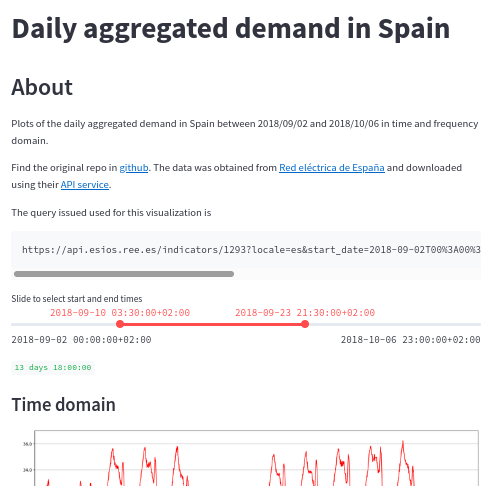 Daily aggregated demand in Spain
About
Plots of the daily aggregated demand in Spain between 2018/09/02 and 2018/10/06 in time and frequency
domain.
Find the original repo in github. The data was obtained from Red eléctrica de España and downloaded
using their API service.
The query issued used for this visualization is
https://api.esios.ree.es/indicators/1293?locale=es&start_date=2018-09-02T00%3A00%3
Slide to select start and end times
2018-09-10 03:30:00+02:00 2018-09-23 21:30:00+02:00
2018-09-02 00:00:00+02:00 2018-10-06 23:00:00+02:00
13 days 18:00:00
Time domain
36.0
34.0